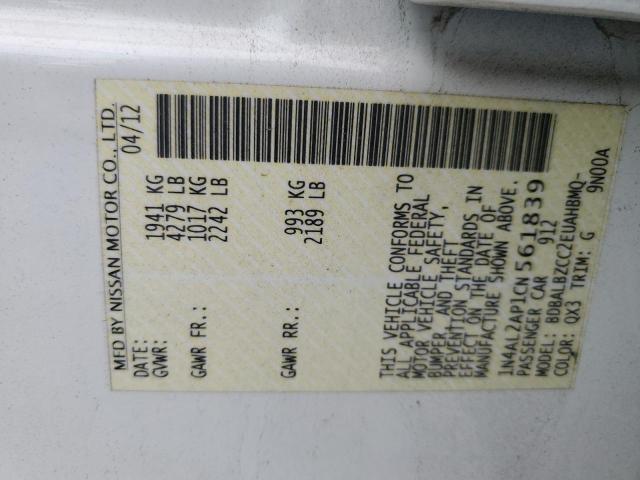 MFD BY NISSAN MOTOR CO., LTD.
DATE: 04/12
GVWR: 1941 KG
4279 LB
GAWR FR.: 1017 KG
2242 LB
GAWR RR.: 993 KG
2189 LB
THIS VEHICLE CONFORMS TO
ALL APPLICABLE FEDERAL
MOTOR VEHICLE SAFETY,
BUMPER, AND THEFT
PREVENTION STANDARDS IN
EFFECT ON THE DATE OF
MANUFACTURE SHOWN ABOVE.
1N4AL2AP1CN561839
PASSENGER CAR 912
MODEL: BDBALBZCC2EUAHBMQ-
COLOR: QX3 TRIM: G 9N00A